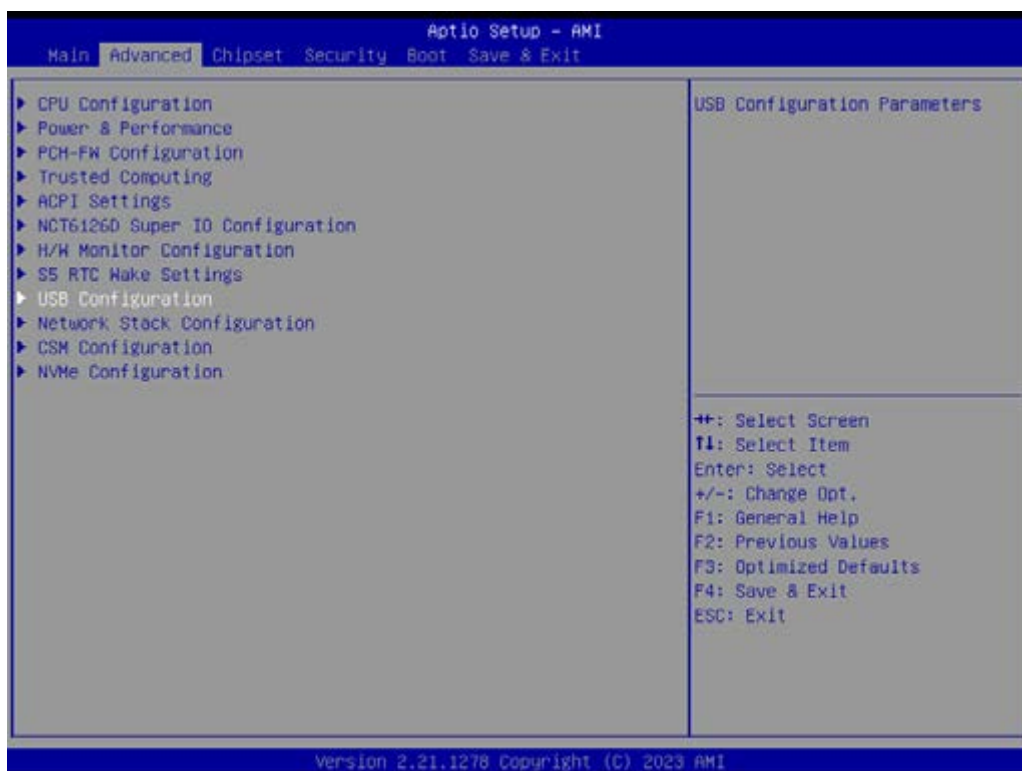 Aptio Setup – AMI
Main Advanced Chipset Security Boot Save & Exit
▶ CPU Configuration
▶ Power & Performance
▶ PCH-FW Configuration
▶ Trusted Computing
▶ ACPI Settings
▶ NCT6126D Super IO Configuration
▶ H/W Monitor Configuration
▶ S5 RTC Wake Settings
▶ USB Configuration
▶ Network Stack Configuration
▶ CSM Configuration
▶ NVMe Configuration
USB Configuration Parameters
→←: Select Screen
↑↓: Select Item
Enter: Select
+/-: Change Opt.
F1: General Help
F2: Previous Values
F3: Optimized Defaults
F4: Save & Exit
ESC: Exit
Version 2.21.1278 Copyright (C) 2023 AMI